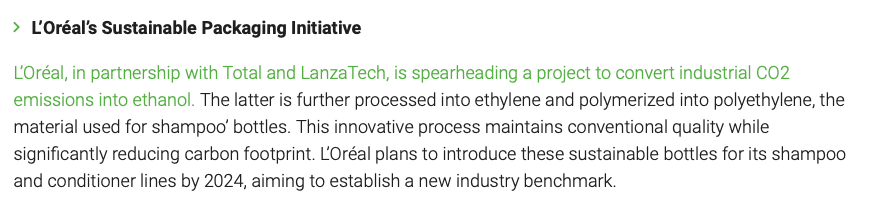 L’Oréal’s Sustainable Packaging Initiative
L’Oréal, in partnership with Total and LanzaTech, is spearheading a project to convert industrial CO2
emissions into ethanol. The latter is further processed into ethylene and polymerized into polyethylene, the
material used for shampoo’ bottles. This innovative process maintains conventional quality while
significantly reducing carbon footprint. L’Oréal plans to introduce these sustainable bottles for its shampoo
and conditioner lines by 2024, aiming to establish a new industry benchmark.